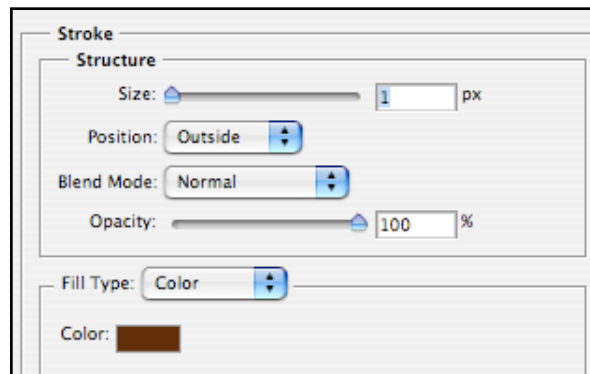 Stroke
Structure
Size: 1 px
Position: Outside
Blend Mode: Normal
Opacity: 100 %
Fill Type: Color
Color: